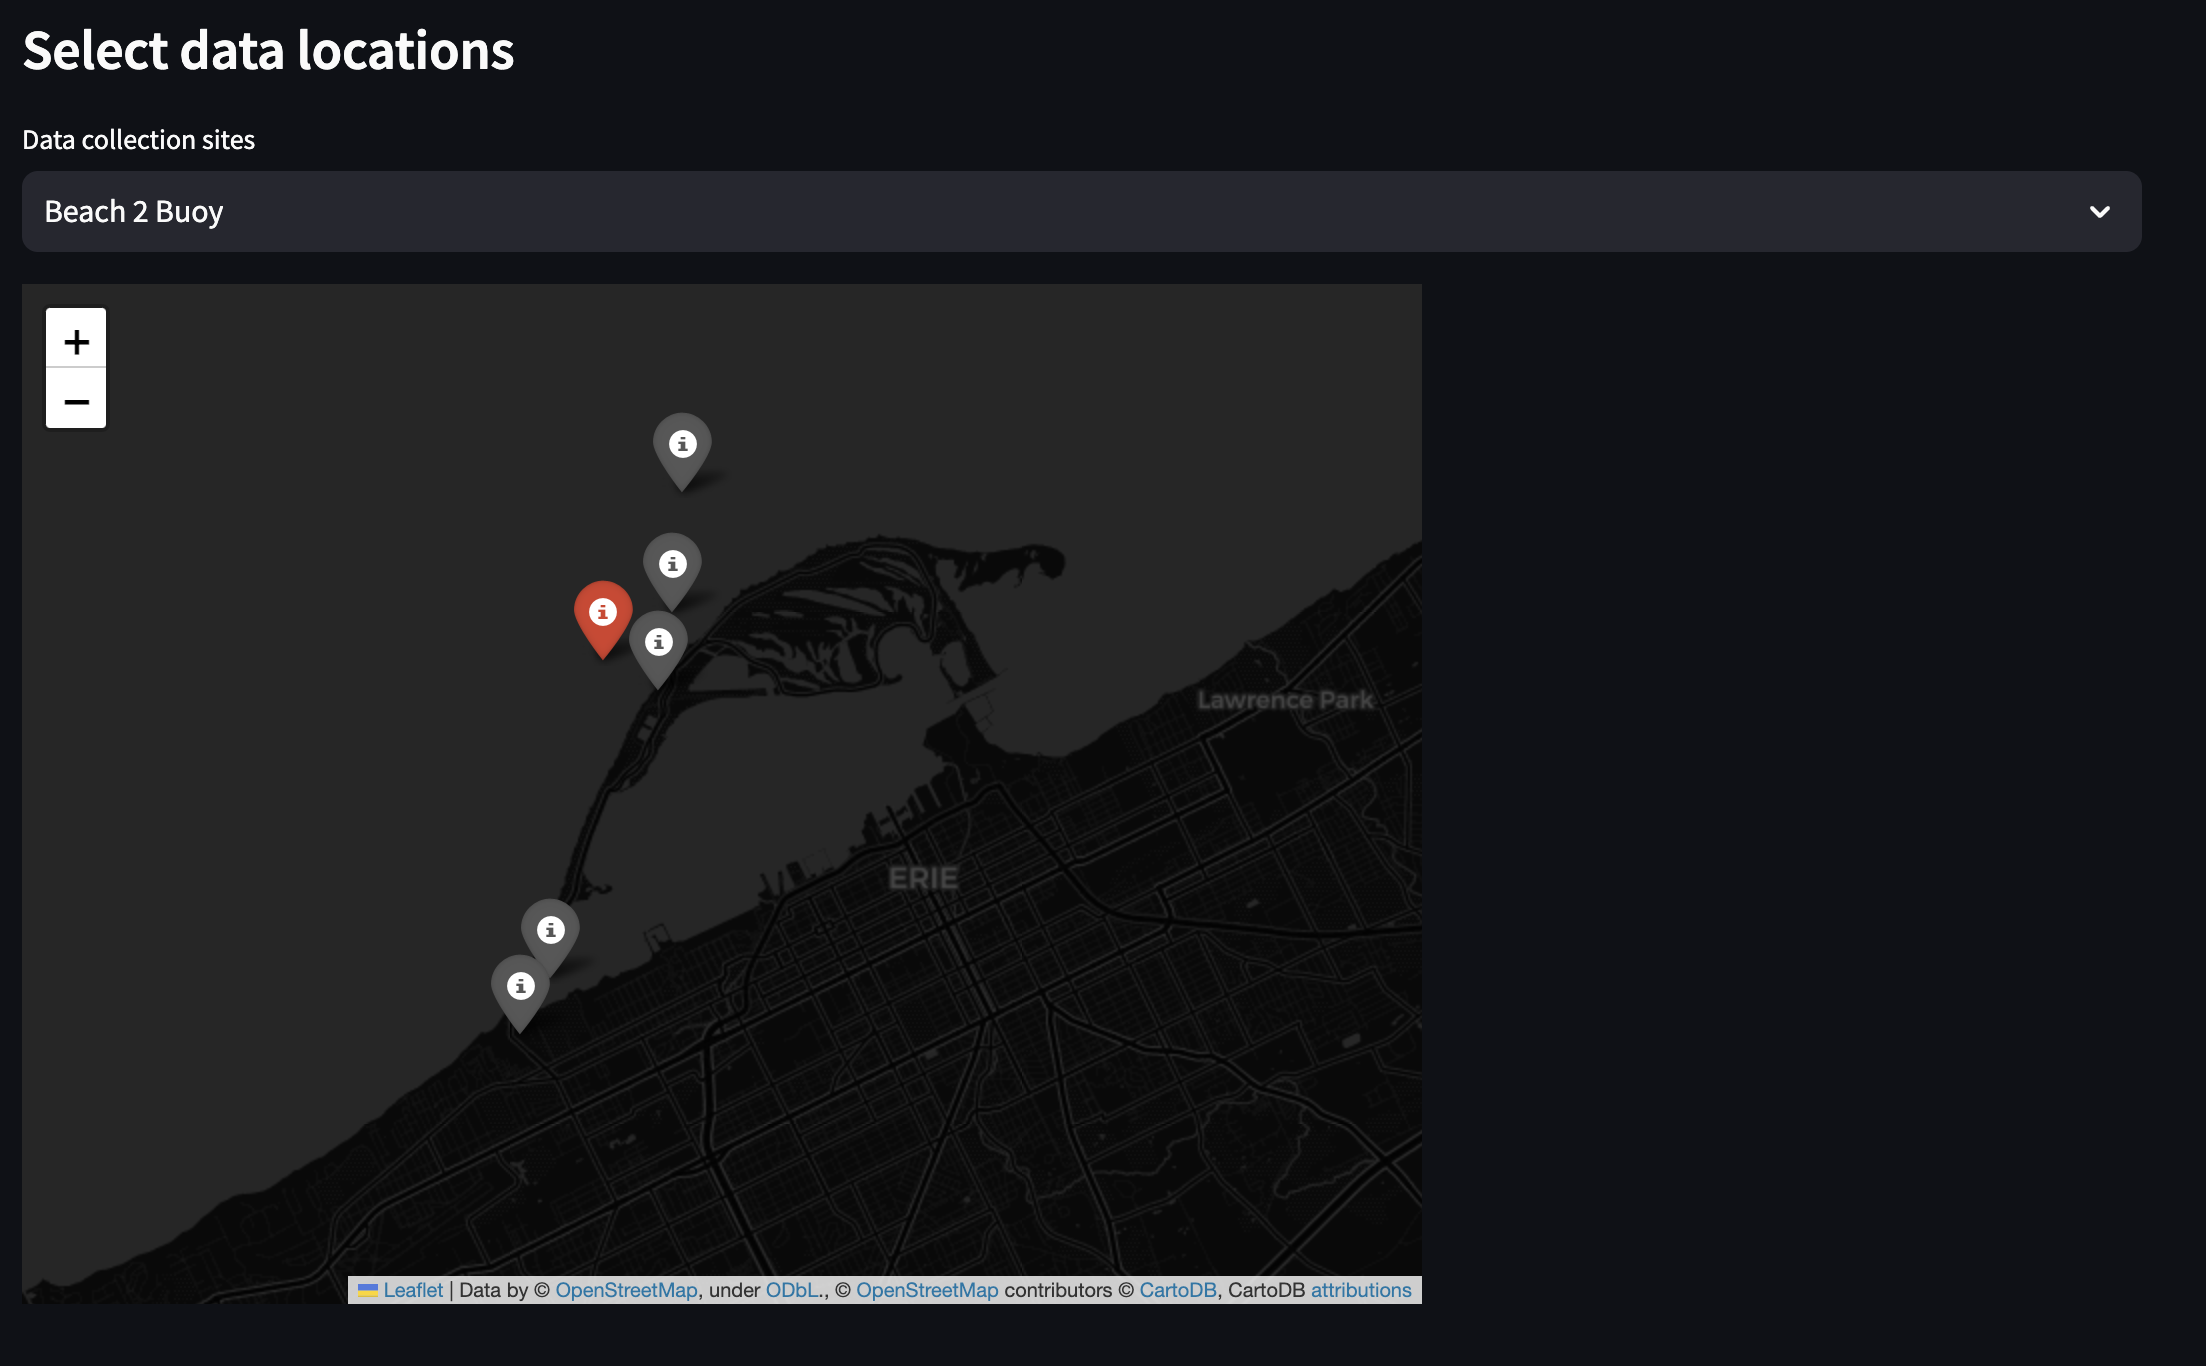 Select data locations
Data collection sites
Beach 2 Buoy
+
−
Lawrence Park
ERIE
Leaflet | Data by © OpenStreetMap, under ODbL., © OpenStreetMap contributors © CartoDB, CartoDB attributions